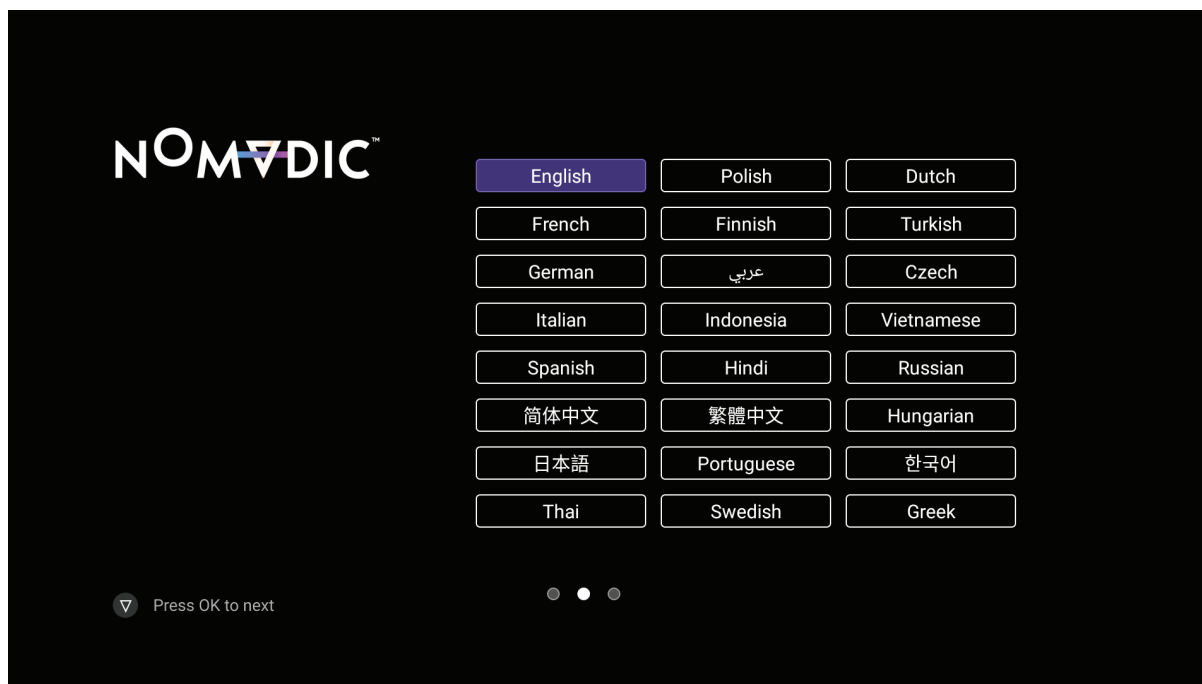 NOMADIC™
English Polish Dutch
French Finnish Turkish
German عربي Czech
Italian Indonesia Vietnamese
Spanish Hindi Russian
简体中文 繁體中文 Hungarian
日本語 Portuguese 한국어
Thai Swedish Greek
Press OK to next